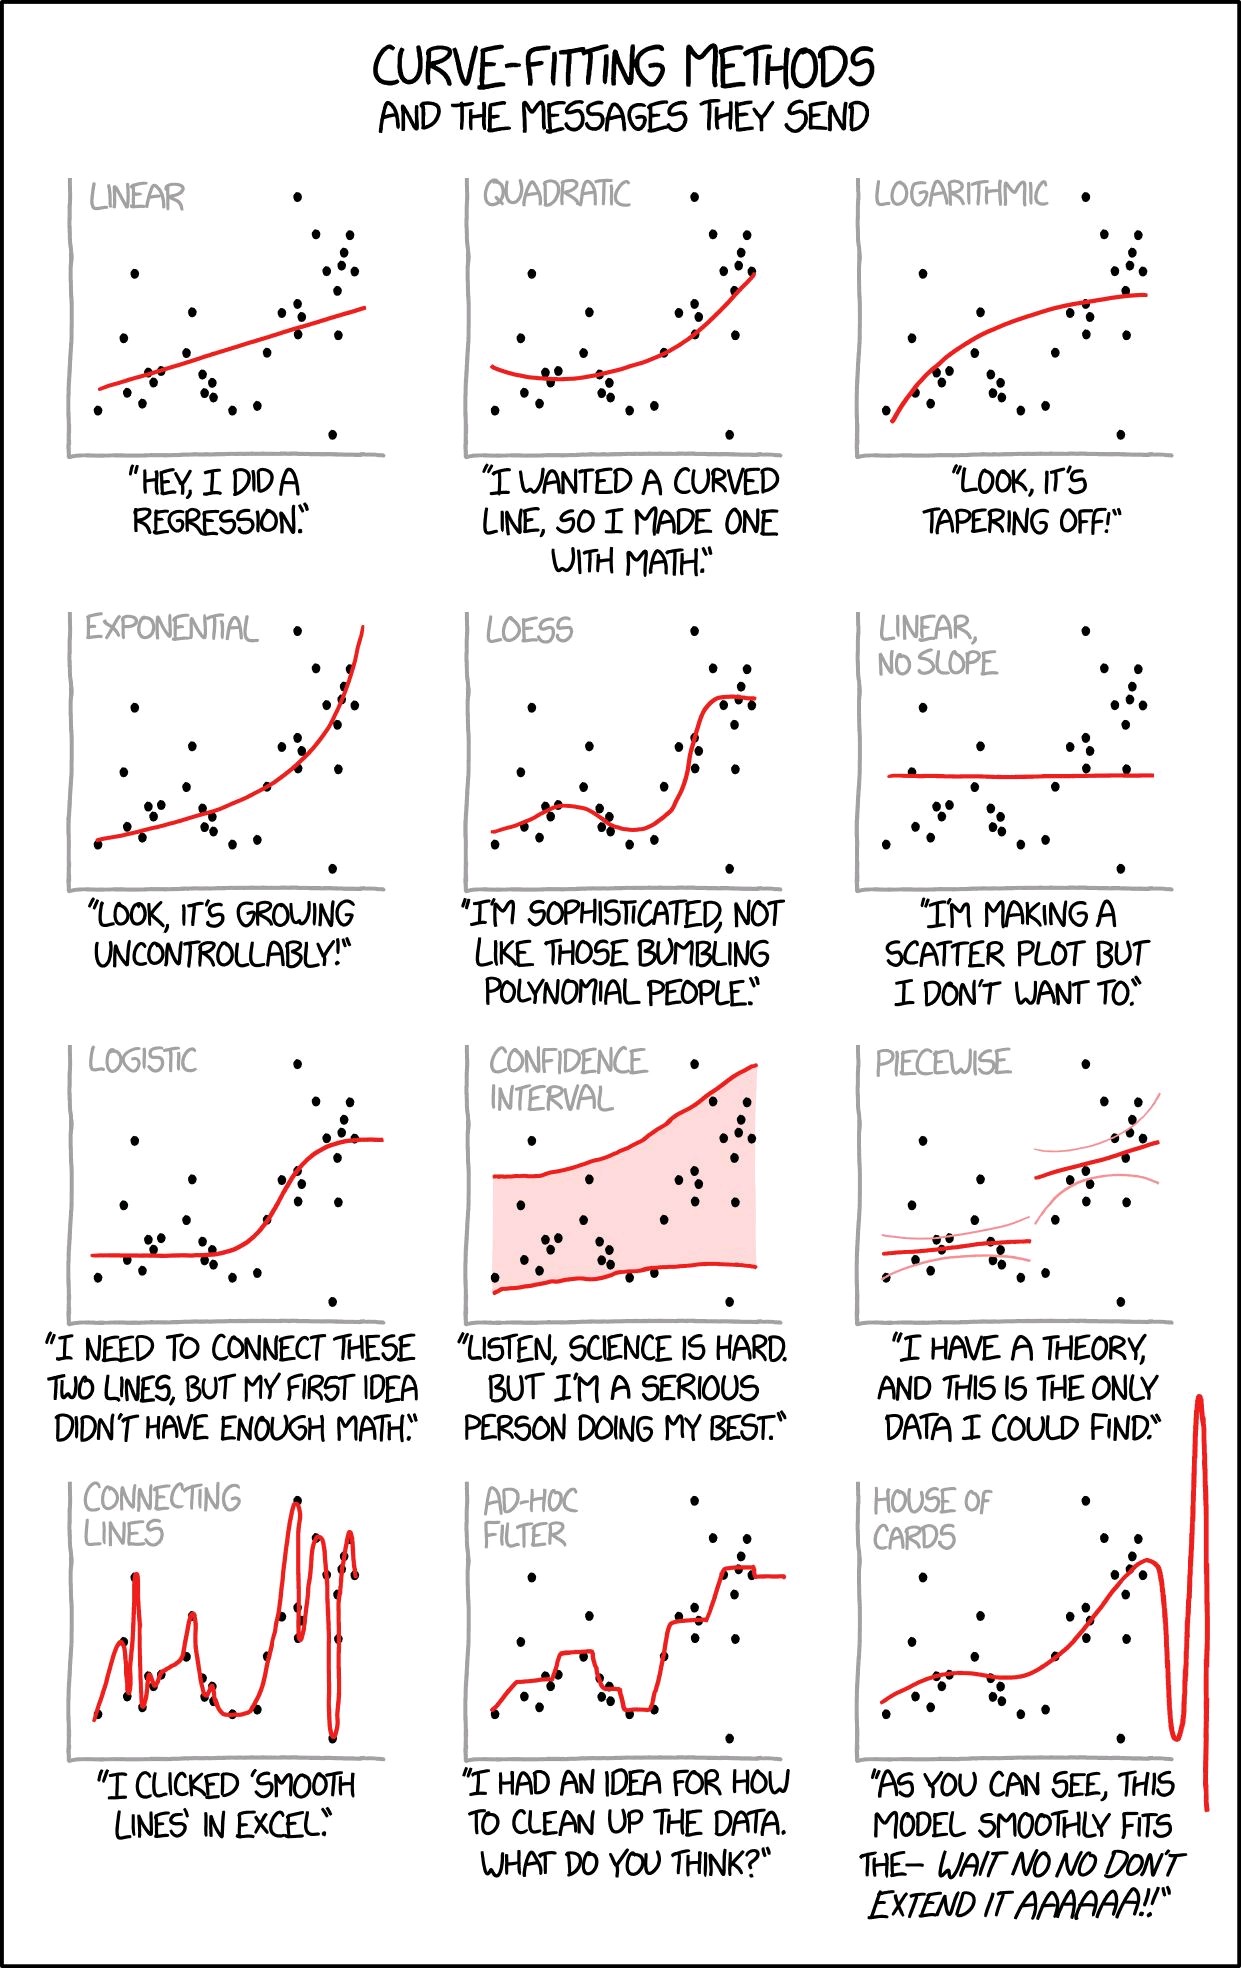 CURVE-FITTING METHODS
AND THE MESSAGES THEY SEND
LINEAR
"HEY, I DID A
REGRESSION."
QUADRATIC
"I WANTED A CURVED
LINE, SO I MADE ONE
WITH MATH."
LOGARITHMIC
"LOOK, IT'S
TAPERING OFF!"
EXPONENTIAL
"LOOK, IT'S GROWING
UNCONTROLLABLY!"
LOESS
"I'M SOPHISTICATED, NOT
LIKE THOSE BUMBLING
POLYNOMIAL PEOPLE."
LINEAR,
NO SLOPE
"I'M MAKING A
SCATTER PLOT BUT
I DON'T WANT TO."
LOGISTIC
"I NEED TO CONNECT THESE
TWO LINES, BUT MY FIRST IDEA
DIDN'T HAVE ENOUGH MATH."
CONFIDENCE
INTERVAL
"LISTEN, SCIENCE IS HARD.
BUT I'M A SERIOUS
PERSON DOING MY BEST."
PIECEWISE
"I HAVE A THEORY,
AND THIS IS THE ONLY
DATA I COULD FIND."
CONNECTING
LINES
"I CLICKED 'SMOOTH
LINES' IN EXCEL."
AD-HOC
FILTER
"I HAD AN IDEA FOR HOW
TO CLEAN UP THE DATA.
WHAT DO YOU THINK?"
HOUSE OF
CARDS
"AS YOU CAN SEE, THIS
MODEL SMOOTHLY FITS
THE— WAIT NO NO DON'T
EXTEND IT AAAAAA!!"